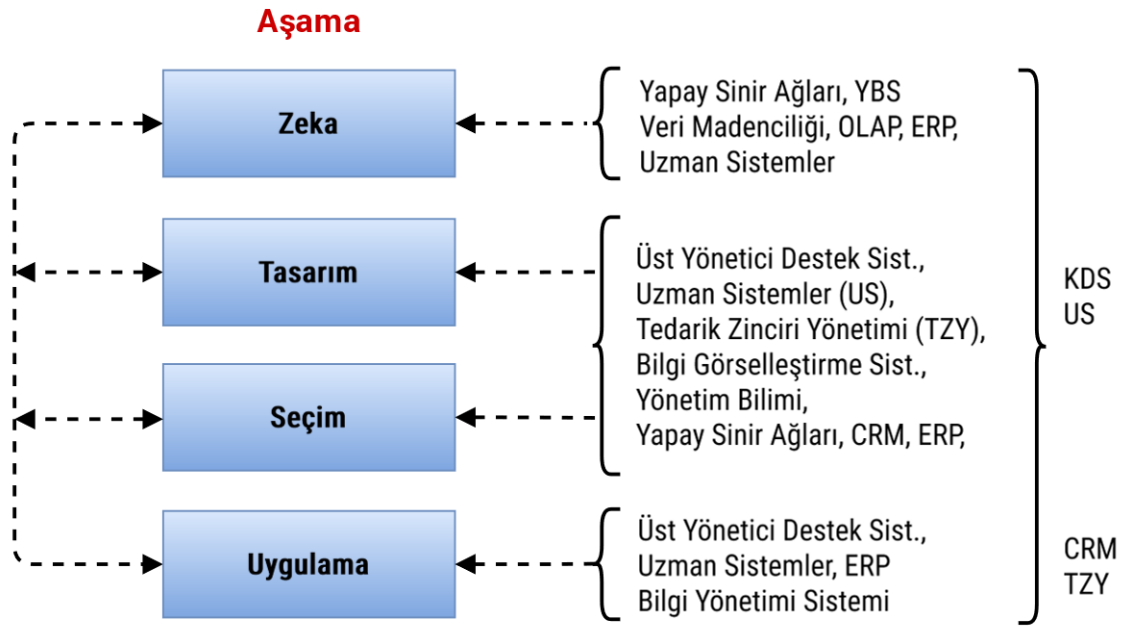 Aşama
Zeka
Yapay Sinir Ağları, YBS
Veri Madenciliği, OLAP, ERP,
Uzman Sistemler
Tasarım
Seçim
Üst Yönetici Destek Sist.,
Uzman Sistemler (US),
Tedarik Zinciri Yönetimi (TZY),
Bilgi Görselleştirme Sist.,
Yönetim Bilimi,
Yapay Sinir Ağları, CRM, ERP,
Uygulama
Üst Yönetici Destek Sist.,
Uzman Sistemler, ERP
Bilgi Yönetimi Sistemi
KDS
US
CRM
TZY